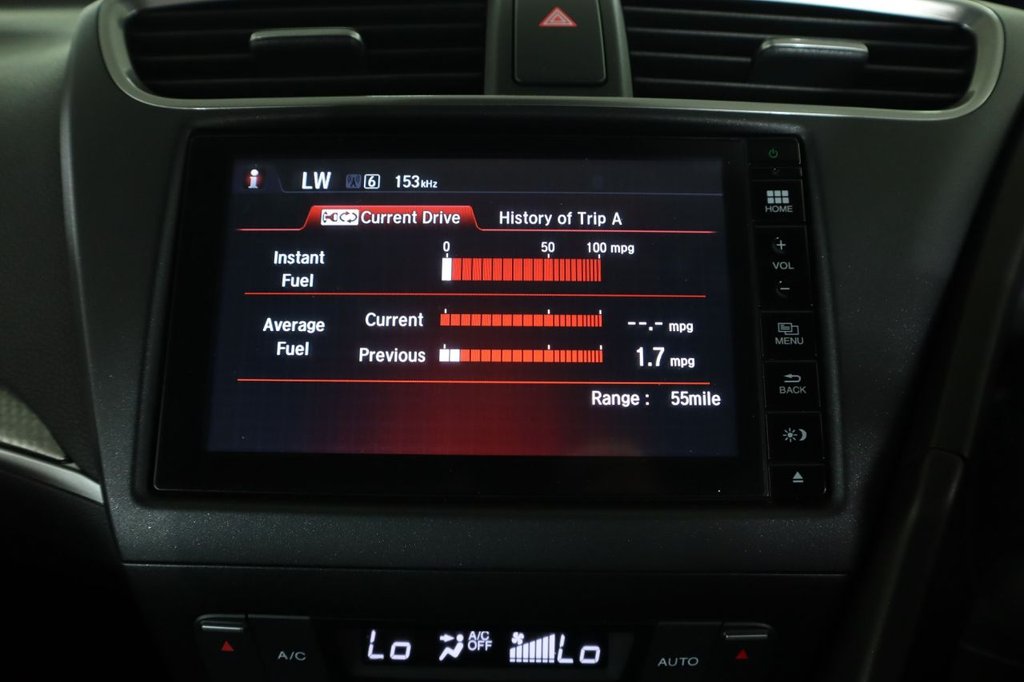 i LW 6 153kHz
HOME
Current Drive History of Trip A
0 50 100 mpg
Instant
Fuel
+
VOL
-
Average
Fuel
Current --.- mpg
Previous 1.7 mpg
MENU
Range : 55mile
BACK
A/C Lo A/C
OFF Lo AUTO